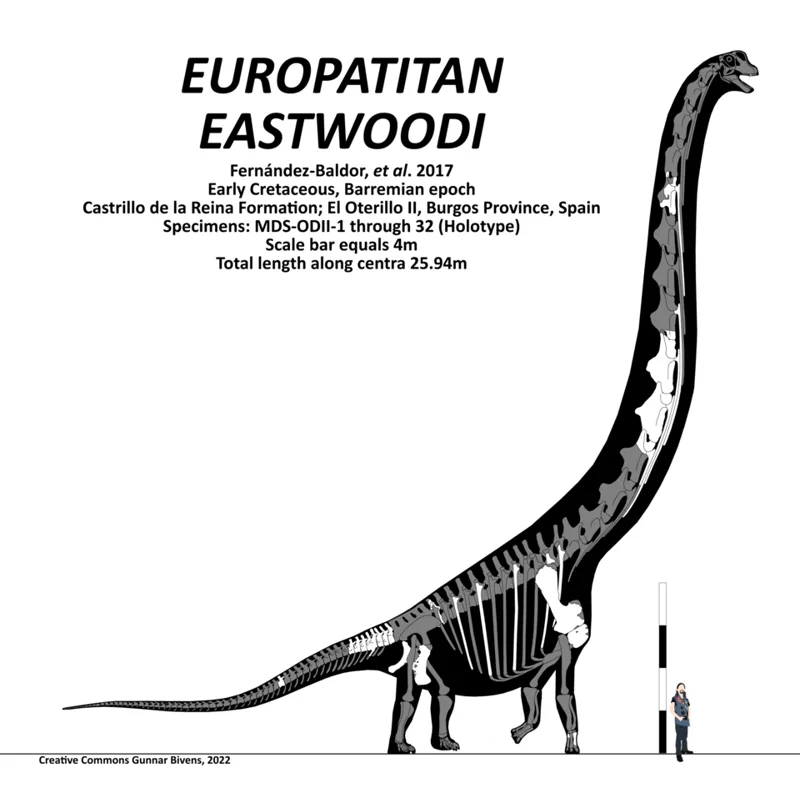 EUROPATITAN
EASTWOODI
Fernández-Baldor, et al. 2017
Early Cretaceous, Barremian epoch
Castrillo de la Reina Formation; El Oterillo II, Burgos Province, Spain
Specimens: MDS-ODII-1 through 32 (Holotype)
Scale bar equals 4m
Total length along centra 25.94m
Creative Commons Gunnar Bivens, 2022